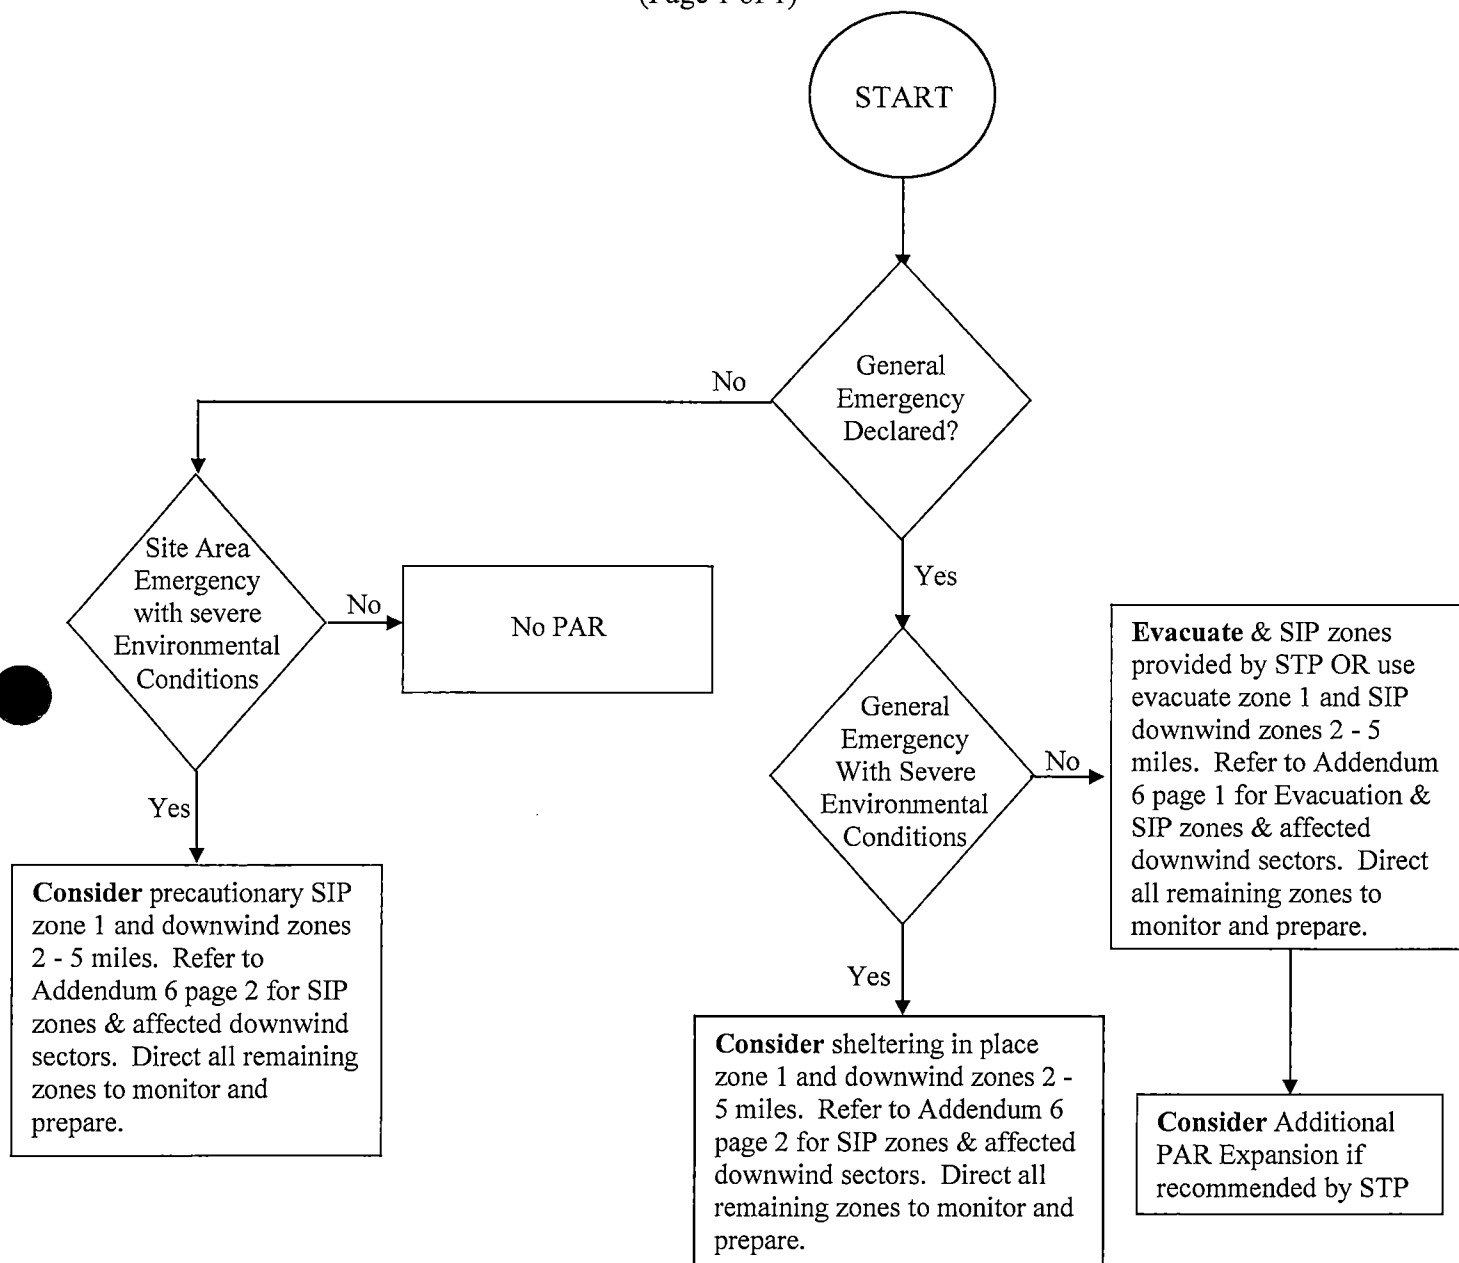 (Page 1 of 1)
START
General
Emergency
Declared?
No
Yes
Site Area
Emergency
with severe
Environmental
Conditions
No
No PAR
Yes
Consider precautionary SIP
zone 1 and downwind zones
2 - 5 miles. Refer to
Addendum 6 page 2 for SIP
zones & affected downwind
sectors. Direct all remaining
zones to monitor and
prepare.
General
Emergency
With Severe
Environmental
Conditions
No
Yes
Evacuate & SIP zones
provided by STP OR use
evacuate zone 1 and SIP
downwind zones 2 - 5
miles. Refer to Addendum
6 page 1 for Evacuation &
SIP zones & affected
downwind sectors. Direct
all remaining zones to
monitor and prepare.
Consider sheltering in place
zone 1 and downwind zones 2 -
5 miles. Refer to Addendum 6
page 2 for SIP zones & affected
downwind sectors. Direct all
remaining zones to monitor and
prepare.
Consider Additional
PAR Expansion if
recommended by STP